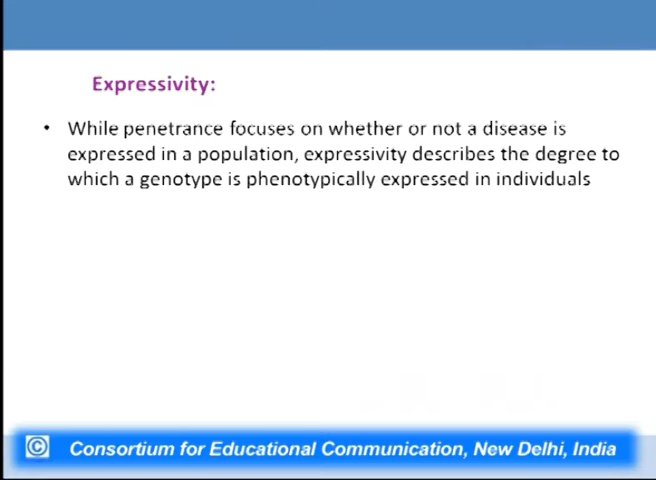 Expressivity:
• While penetrance focuses on whether or not a disease is
expressed in a population, expressivity describes the degree to
which a genotype is phenotypically expressed in individuals
© Consortium for Educational Communication, New Delhi, India